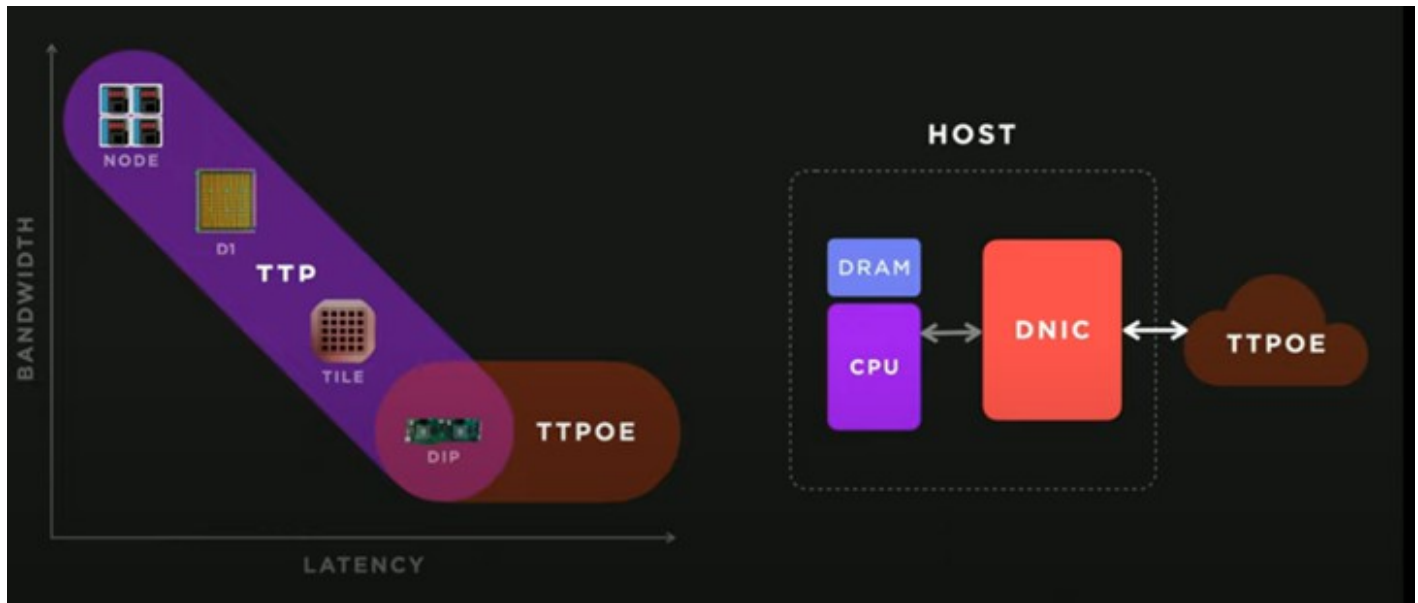 BANDWIDTH
NODE
D1
TTP
TILE
DIP
TTPOE
LATENCY
HOST
DRAM
CPU
DNIC
TTPOE